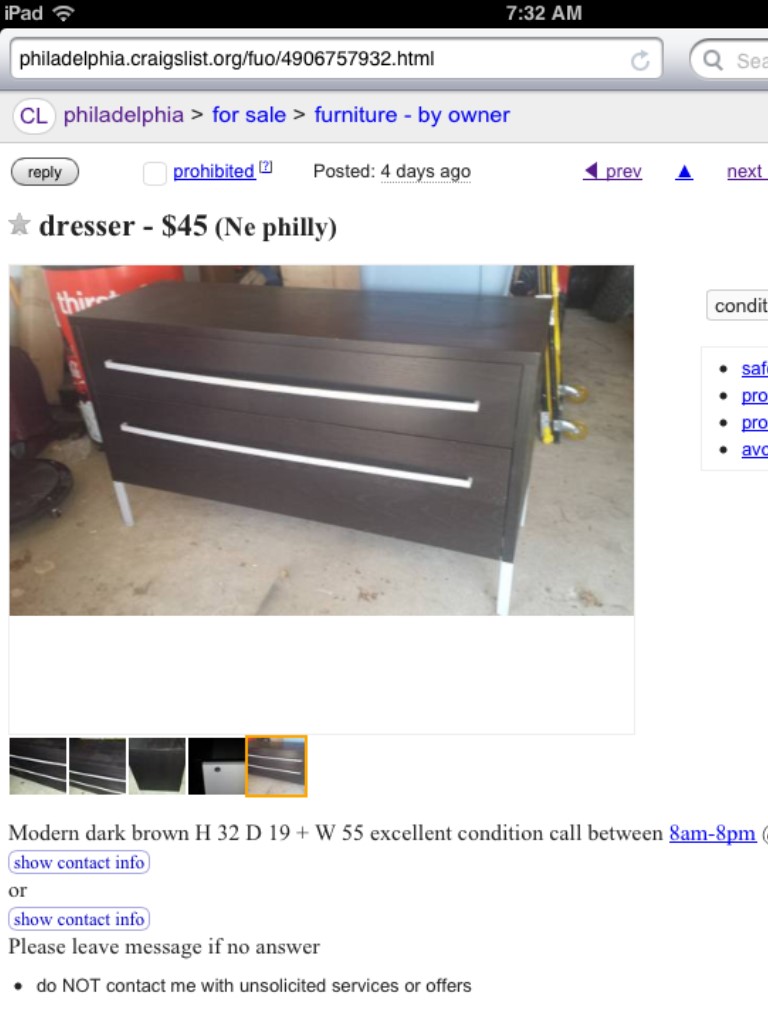 iPad 7:32 AM
philadelphia.craigslist.org/fuo/4906757932.html
CL philadelphia > for sale > furniture - by owner
reply prohibited [?] Posted: 4 days ago ◀ prev ▲ next
★ dresser - $45 (Ne philly)
condit
• saf
• pro
• pro
• avo
Modern dark brown H 32 D 19 + W 55 excellent condition call between 8am-8pm
show contact info
or
show contact info
Please leave message if no answer
• do NOT contact me with unsolicited services or offers